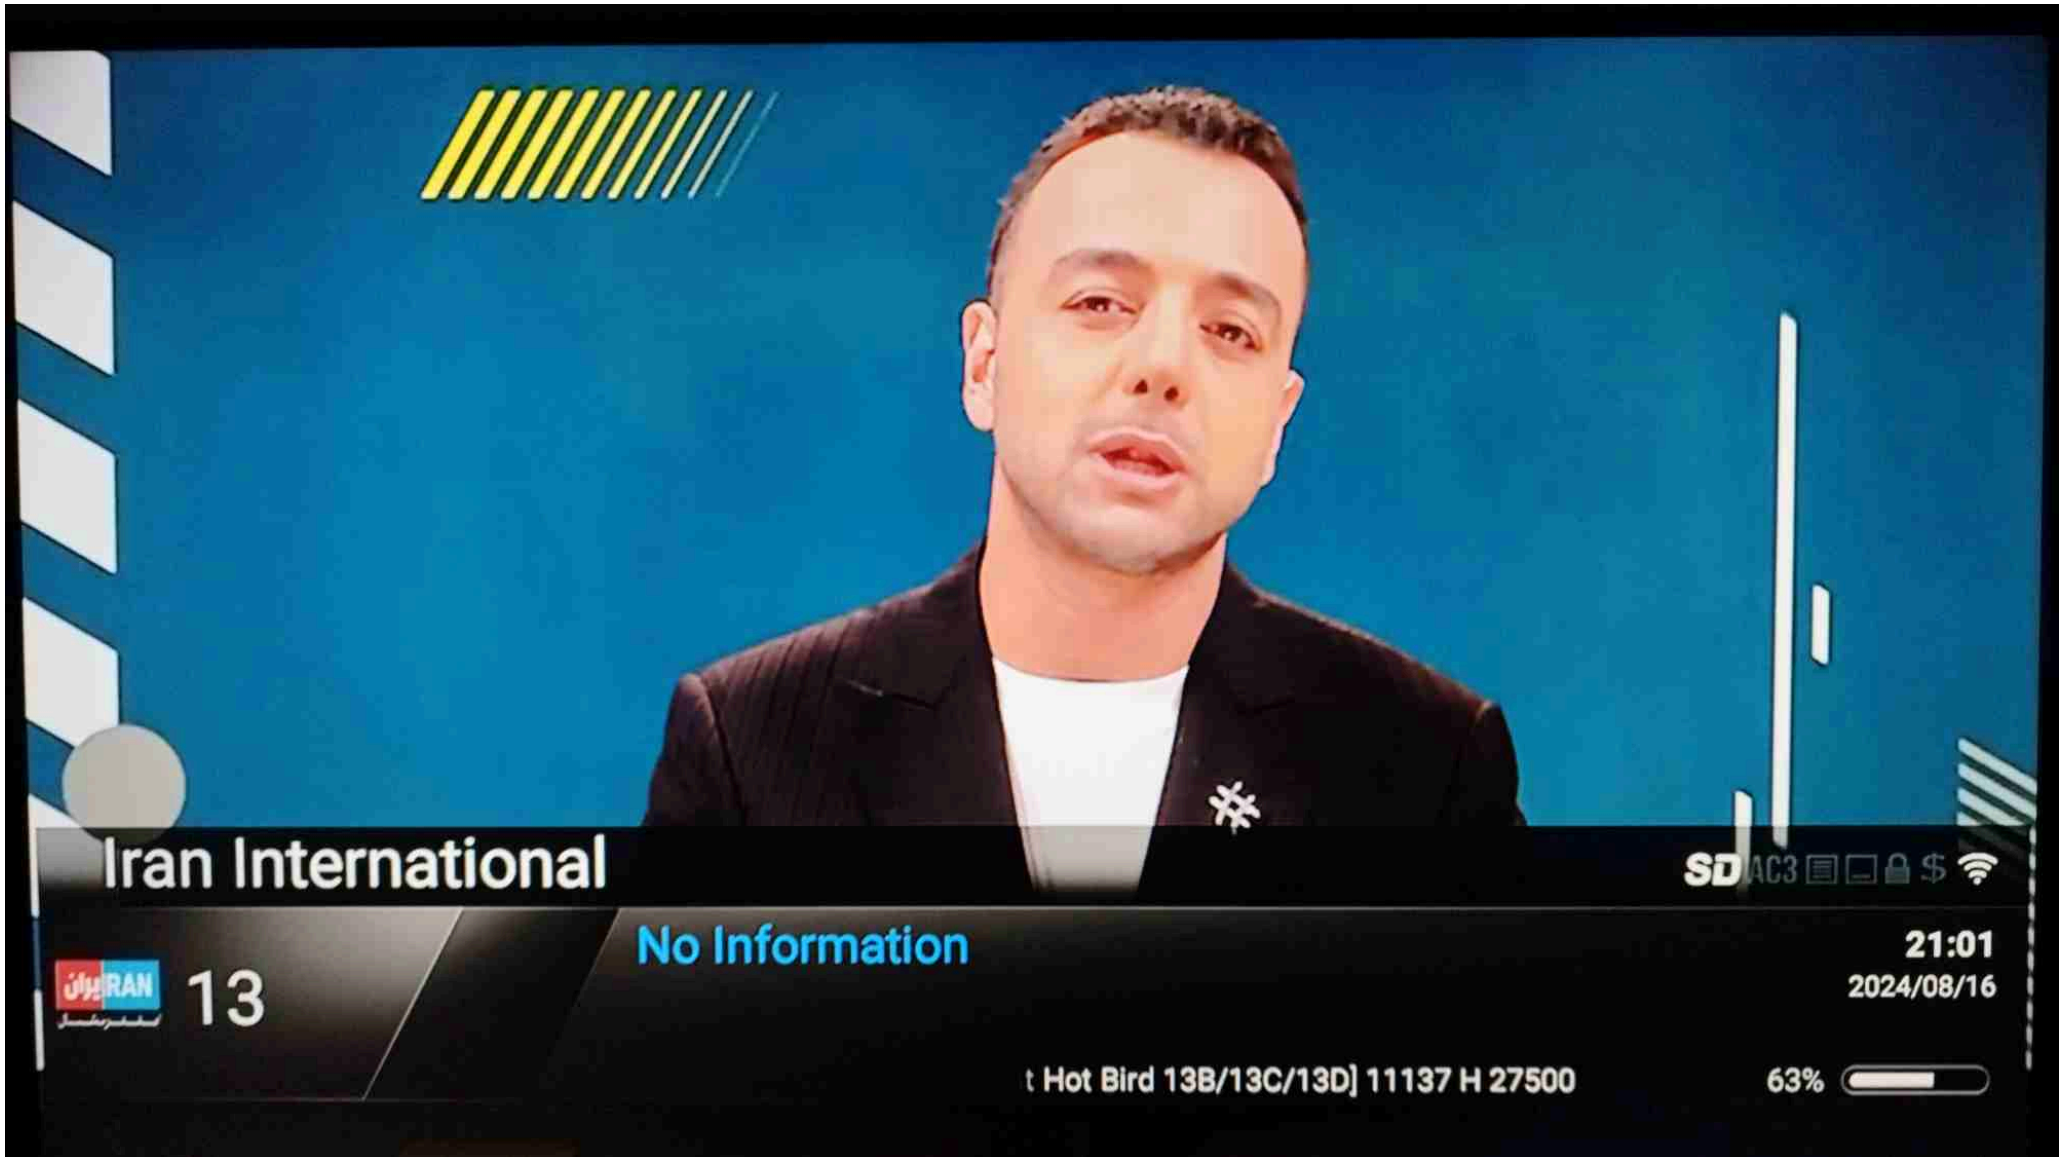 Iran International
SD AC3 $
ایران IRAN
13
No Information
21:01
2024/08/16
t Hot Bird 13B/13C/13D] 11137 H 27500
63%